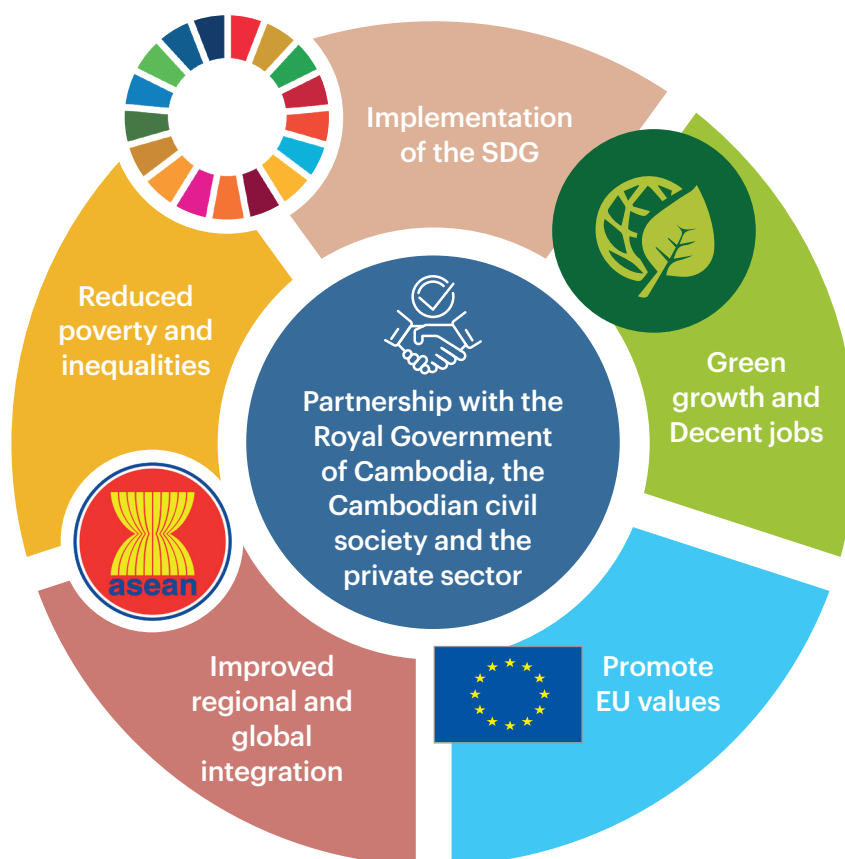 Implementation
of the SDG
Green
growth and
Decent jobs
Promote
EU values
Improved
regional and
global
integration
asean
Reduced
poverty and
inequalities
Partnership with the
Royal Government
of Cambodia, the
Cambodian civil
society and the
private sector